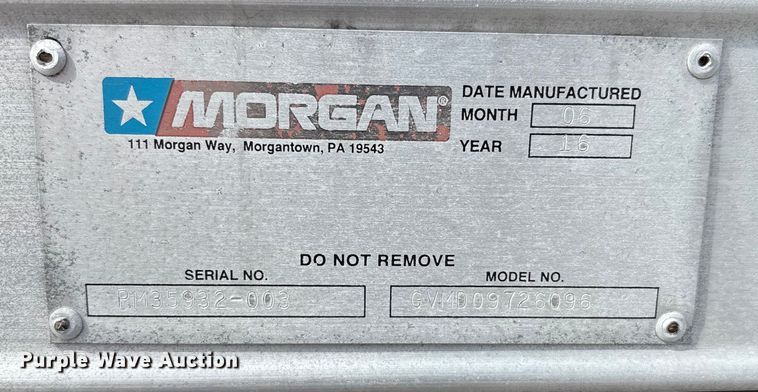 MORGAN®
111 Morgan Way, Morgantown, PA 19543
DATE MANUFACTURED
MONTH 06
YEAR 16
DO NOT REMOVE
SERIAL NO.
PM35932-003
MODEL NO.
GVMD09726096
Purple Wave Auction